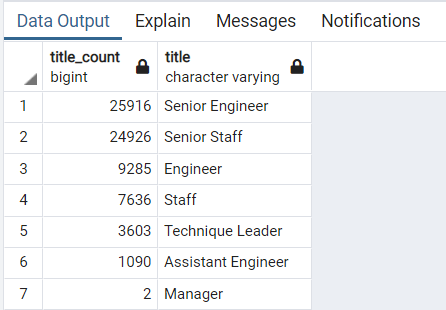 Data Output Explain Messages Notifications
title_count title
bigint character varying
1 25916 Senior Engineer
2 24926 Senior Staff
3 9285 Engineer
4 7636 Staff
5 3603 Technique Leader
6 1090 Assistant Engineer
7 2 Manager